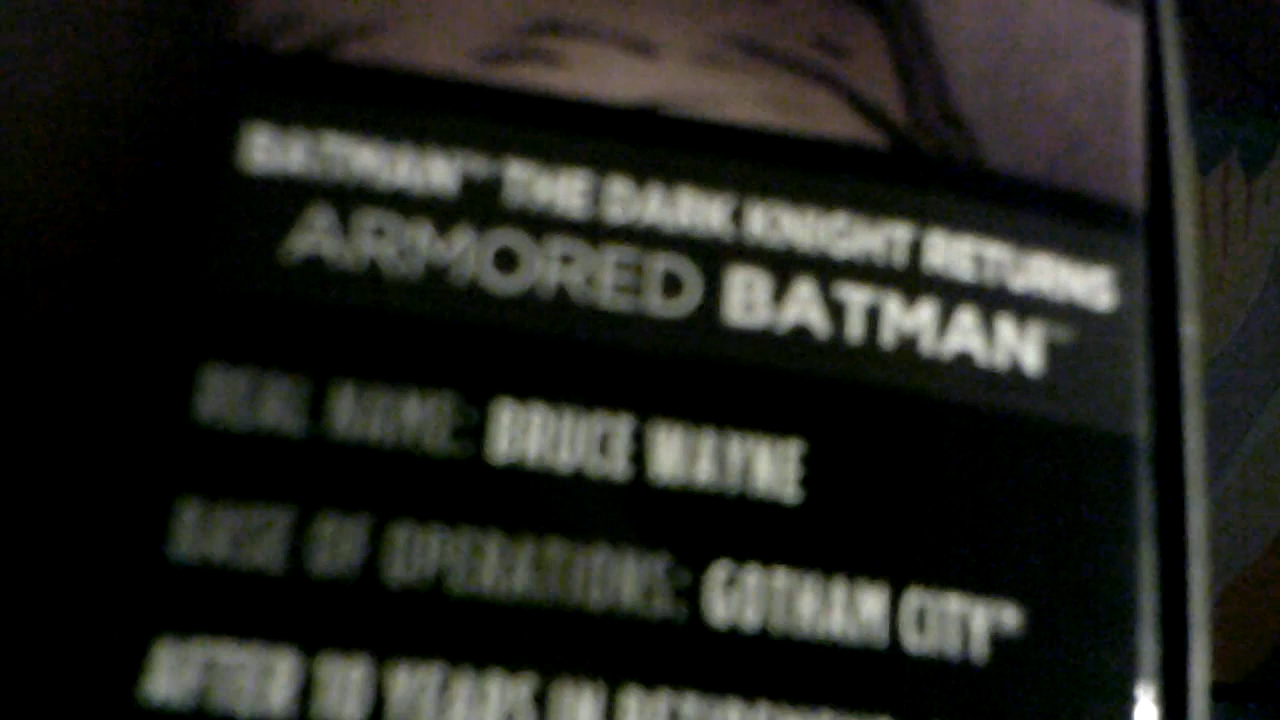 BATMAN™ THE DARK KNIGHT RETURNS
ARMORED BATMAN™
REAL NAME: BRUCE WAYNE
BASE OF OPERATIONS: GOTHAM CITY™
AFTER 10 YEARS IN